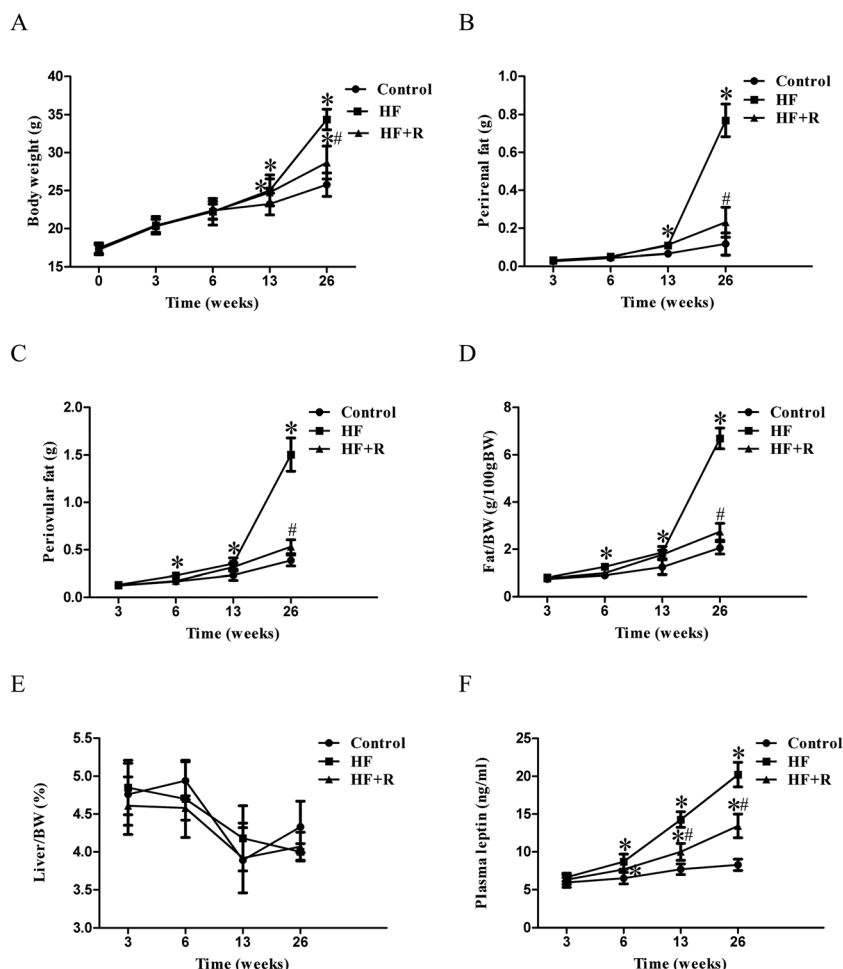 A
B
40
35
30
25
20
15
Body weight (g)
* * * * *#
Control
HF
HF+R
0 3 6 13 26
Time (weeks)
1.0
0.8
0.6
0.4
0.2
0.0
Perirenal fat (g)
* * #
Control
HF
HF+R
3 6 13 26
Time (weeks)
C
D
2.0
1.5
1.0
0.5
0.0
Periovular fat (g)
* * * #
Control
HF
HF+R
3 6 13 26
Time (weeks)
8
6
4
2
0
Fat/BW (g/100gBW)
* * * #
Control
HF
HF+R
3 6 13 26
Time (weeks)
E
F
5.5
5.0
4.5
4.0
3.5
3.0
Liver/BW (%)
Control
HF
HF+R
3 6 13 26
Time (weeks)
25
20
15
10
5
0
Plasma leptin (ng/ml)
* * * * *# *#
Control
HF
HF+R
3 6 13 26
Time (weeks)